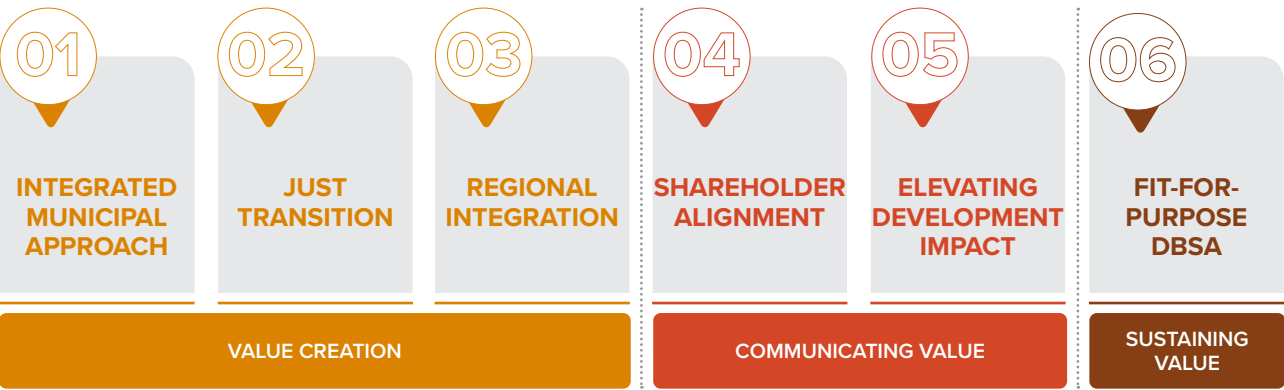 01
INTEGRATED
MUNICIPAL
APPROACH
02
JUST
TRANSITION
03
REGIONAL
INTEGRATION
04
SHAREHOLDER
ALIGNMENT
05
ELEVATING
DEVELOPMENT
IMPACT
06
FIT-FOR-
PURPOSE
DBSA
VALUE CREATION
COMMUNICATING VALUE
SUSTAINING
VALUE